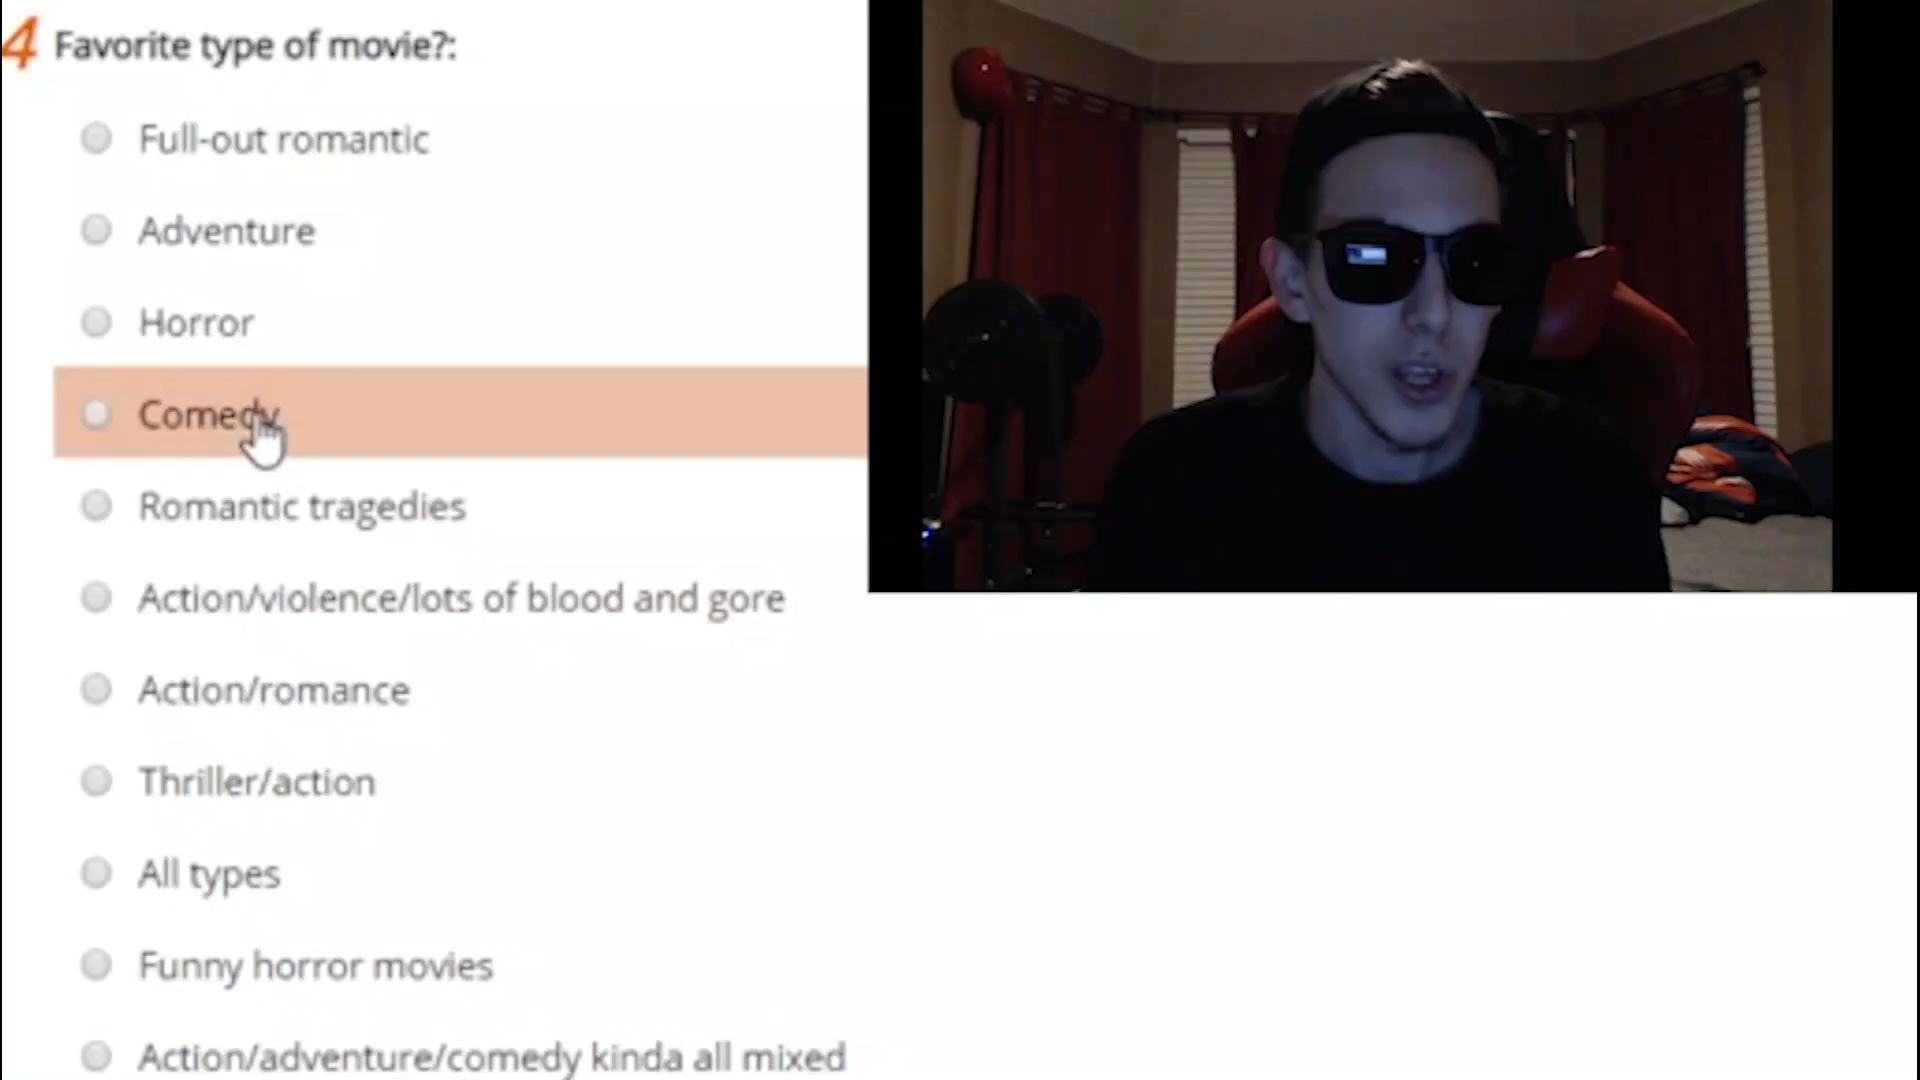 4 Favorite type of movie?:
Full-out romantic
Adventure
Horror
Comedy
Romantic tragedies
Action/violence/lots of blood and gore
Action/romance
Thriller/action
All types
Funny horror movies
Action/adventure/comedy kinda all mixed